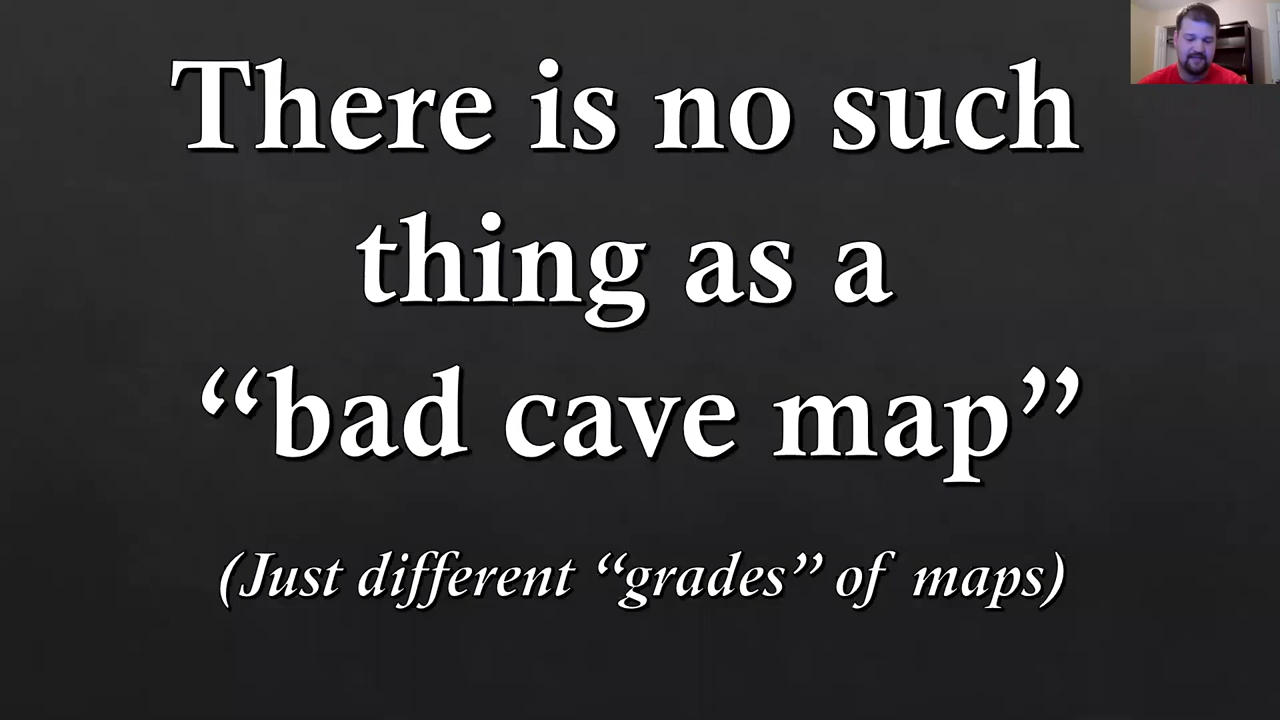 There is no such
thing as a
“bad cave map”
(Just different “grades” of maps)